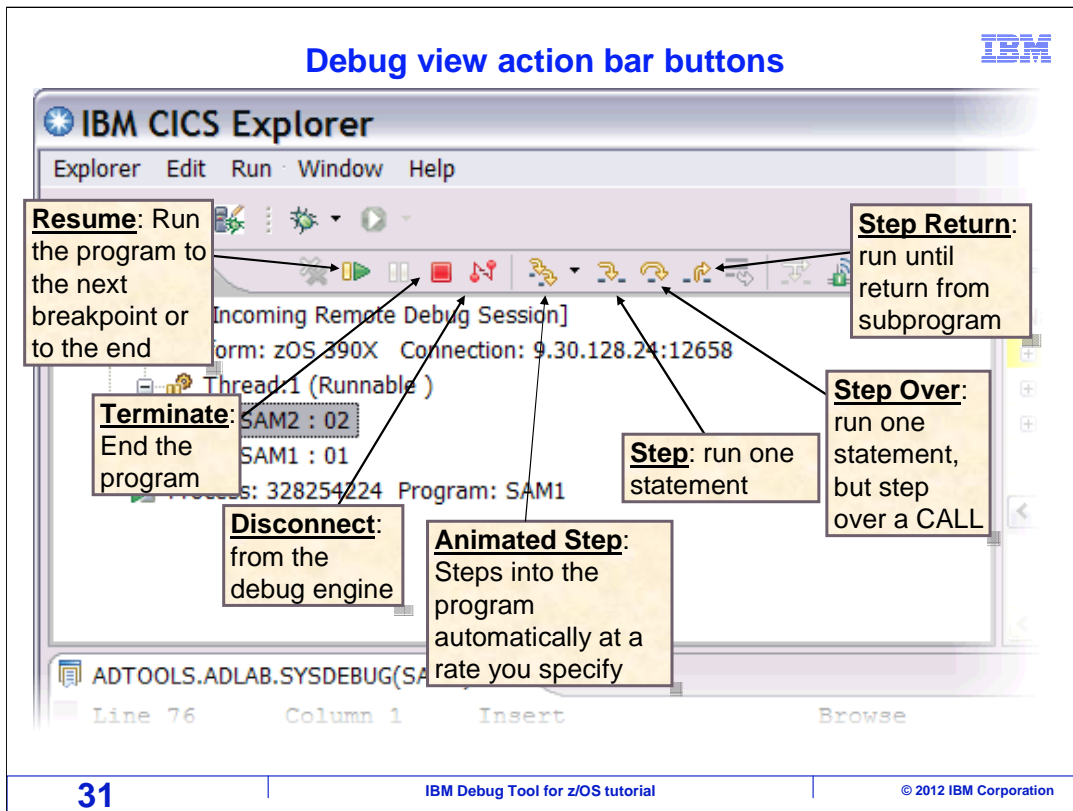 Debug view action bar buttons
IBM
IBM CICS Explorer
Explorer Edit Run Window Help
Resume: Run
the program to
the next
breakpoint or
to the end
Step Return:
run until
return from
subprogram
Incoming Remote Debug Session]
orm: zOS 390X Connection: 9.30.128.24:12658
Thread:1 (Runnable )
SAM2 : 02
SAM1 : 01
Process: 328254224 Program: SAM1
Terminate:
End the
program
Step: run one
statement
Step Over:
run one
statement,
but step
over a CALL
Disconnect:
from the
debug engine
Animated Step:
Steps into the
program
automatically at a
rate you specify
ADTOOLS.ADLAB.SYSDEBUG(SA
Line 76 Column 1 Insert Browse
31
IBM Debug Tool for z/OS tutorial
© 2012 IBM Corporation